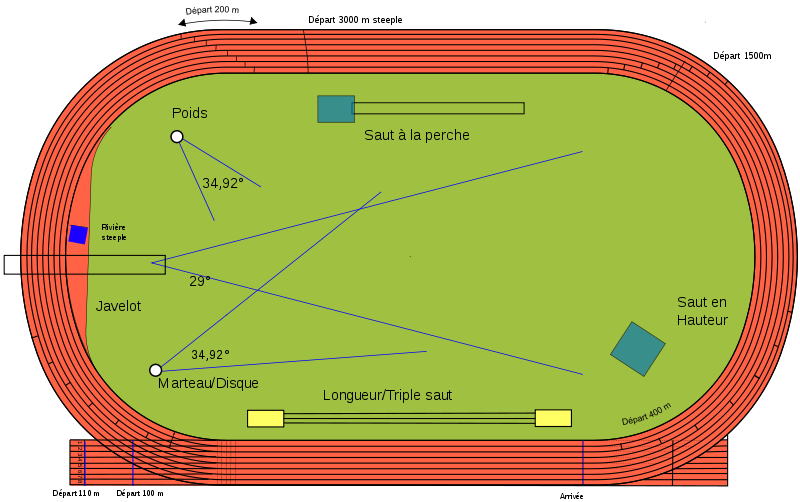 Départ 200 m
Départ 3000 m steeple
Départ 1500m
Poids
Saut à la perche
34,92°
Rivière
steeple
29°
Javelot
Saut en
Hauteur
34,92°
Marteau/Disque
Longueur/Triple saut
Départ 400 m
Départ 110 m
Départ 100 m
Arrivée